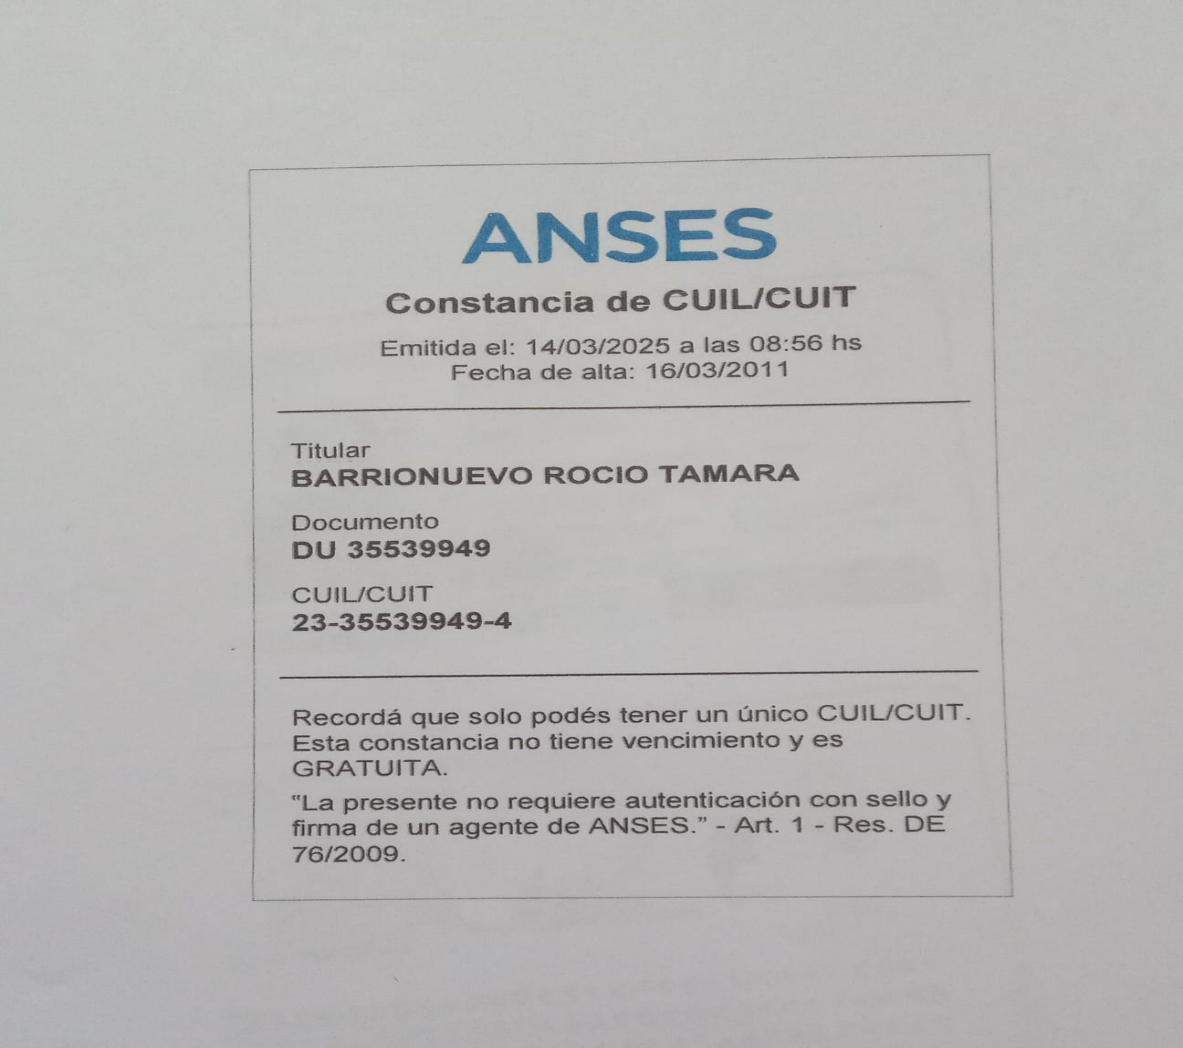 ANSES
Constancia de CUIL/CUIT
Emitida el: 14/03/2025 a las 08:56 hs
Fecha de alta: 16/03/2011
Titular
BARRIONUEVO ROCIO TAMARA
Documento
DU 35539949
CUIL/CUIT
23-35539949-4
Recordá que solo podés tener un único CUIL/CUIT.
Esta constancia no tiene vencimiento y es
GRATUITA.
"La presente no requiere autenticación con sello y
firma de un agente de ANSES." - Art. 1 - Res. DE
76/2009.